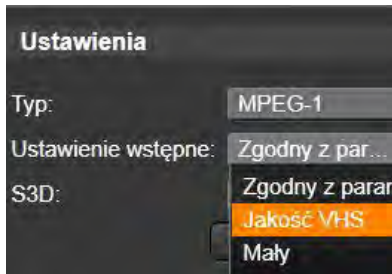 Ustawienia
Typ: MPEG-1
Ustawienie wstępne: Zgodny z par...
S3D: Zgodny z param
Jakość VHS
Mały